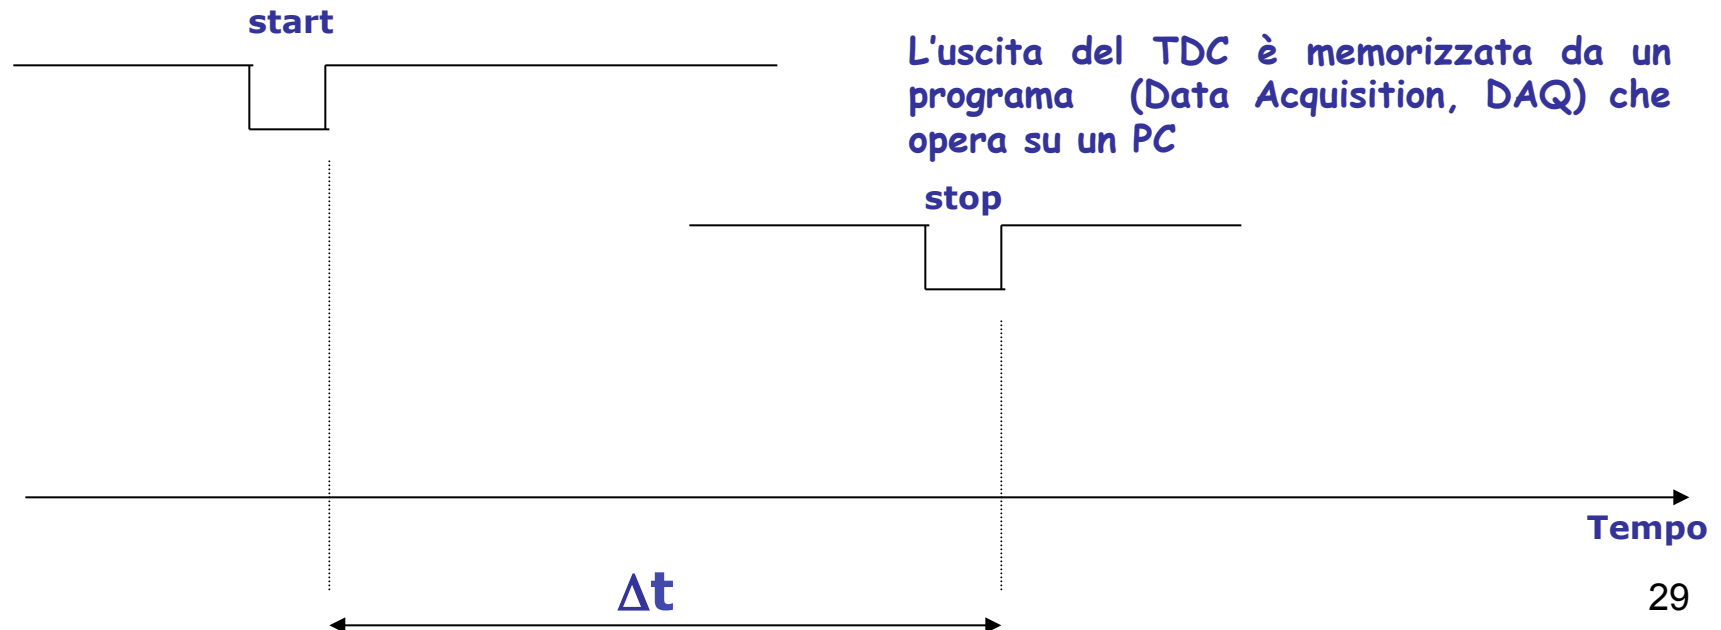 start
L'uscita del TDC è memorizzata da un
programa (Data Acquisition, DAQ) che
opera su un PC
stop
Tempo
Δt
29